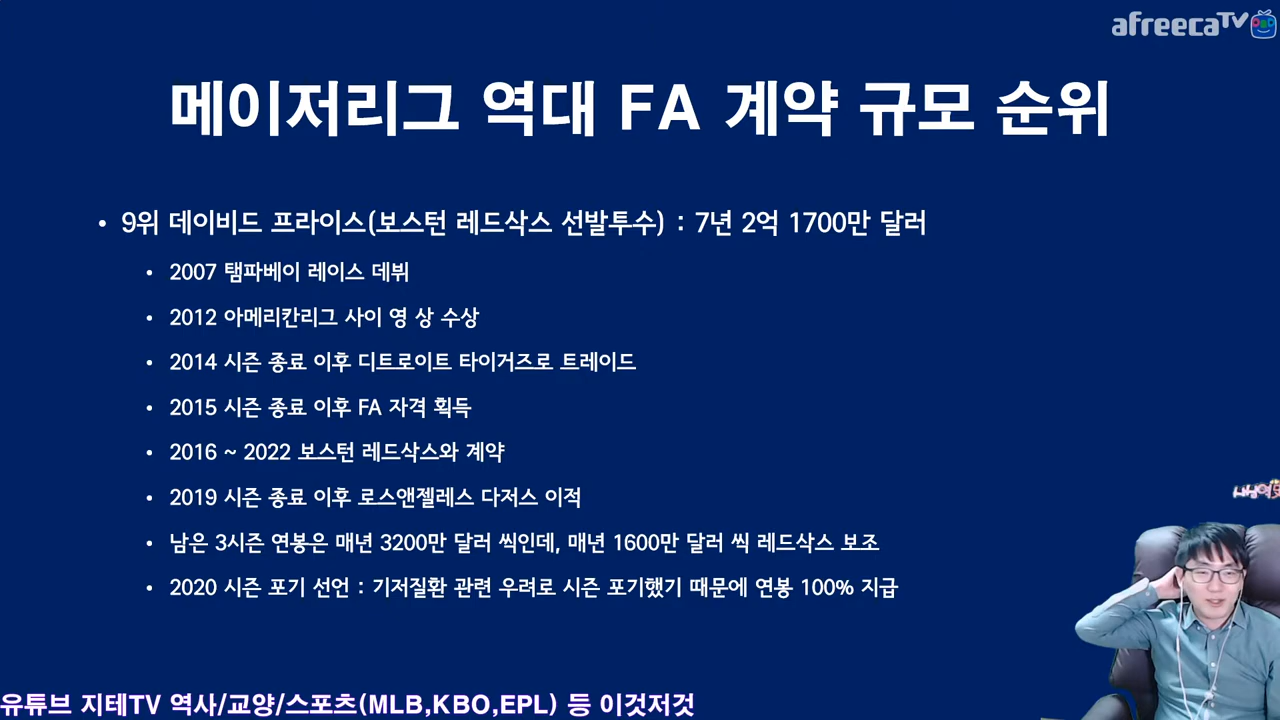 afreecaTV
메이저리그 역대 FA 계약 규모 순위
• 9위 데이비드 프라이스(보스턴 레드삭스 선발투수) : 7년 2억 1700만 달러
• 2007 탬파베이 레이스 데뷔
• 2012 아메리칸리그 사이 영 상 수상
• 2014 시즌 종료 이후 디트로이트 타이거즈로 트레이드
• 2015 시즌 종료 이후 FA 자격 획득
• 2016 ~ 2022 보스턴 레드삭스와 계약
• 2019 시즌 종료 이후 로스앤젤레스 다저스 이적
• 남은 3시즌 연봉은 매년 3200만 달러 씩인데, 매년 1600만 달러 씩 레드삭스 보조
• 2020 시즌 포기 선언 : 기저질환 관련 우려로 시즌 포기했기 때문에 연봉 100% 지급
유튜브 지테TV 역사/교양/스포츠(MLB,KBO,EPL) 등 이것저것